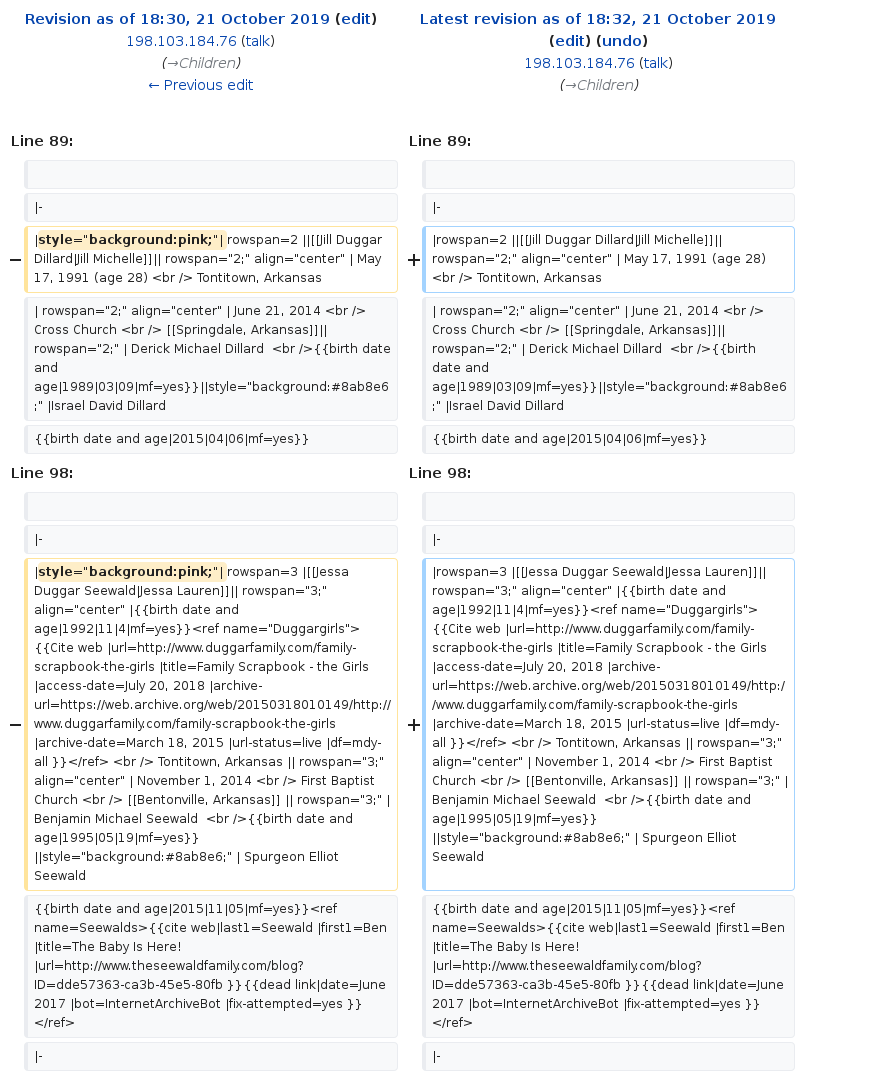 Revision as of 18:30, 21 October 2019 (edit)
198.103.184.76 (talk)
(→Children)
← Previous edit
Latest revision as of 18:32, 21 October 2019
(edit) (undo)
198.103.184.76 (talk)
(→Children)
Line 89:
Line 89:
|-
|-
−
|style="background:pink;"| rowspan=2 ||[[Jill Duggar
Dillard|Jill Michelle]]|| rowspan="2;" align="center" | May
17, 1991 (age 28) <br /> Tontitown, Arkansas
+
|rowspan=2 ||[[Jill Duggar Dillard|Jill Michelle]]||
rowspan="2;" align="center" | May 17, 1991 (age 28)
<br /> Tontitown, Arkansas
| rowspan="2;" align="center" | June 21, 2014 <br />
Cross Church <br /> [[Springdale, Arkansas]]||
rowspan="2;" | Derick Michael Dillard  <br />{{birth date
and
age|1989|03|09|mf=yes}}||style="background:#8ab8e6
;" |Israel David Dillard
| rowspan="2;" align="center" | June 21, 2014 <br />
Cross Church <br /> [[Springdale, Arkansas]]||
rowspan="2;" | Derick Michael Dillard  <br />{{birth
date and
age|1989|03|09|mf=yes}}||style="background:#8ab8e6
;" |Israel David Dillard
{{birth date and age|2015|04|06|mf=yes}}
{{birth date and age|2015|04|06|mf=yes}}
Line 98:
Line 98:
|-
|-
−
|style="background:pink;"| rowspan=3 |[[Jessa
Duggar Seewald|Jessa Lauren]]|| rowspan="3;"
align="center" |{{birth date and
age|1992|11|4|mf=yes}}<ref name="Duggargirls">
{{Cite web |url=http://www.duggarfamily.com/family-
scrapbook-the-girls |title=Family Scrapbook - the Girls
|access-date=July 20, 2018 |archive-
url=https://web.archive.org/web/20150318010149/http://
www.duggarfamily.com/family-scrapbook-the-girls
|archive-date=March 18, 2015 |url-status=live |df=mdy-
all }}</ref> <br /> Tontitown, Arkansas || rowspan="3;"
align="center" | November 1, 2014 <br /> First Baptist
Church <br /> [[Bentonville, Arkansas]] || rowspan="3;" |
Benjamin Michael Seewald  <br />{{birth date and
age|1995|05|19|mf=yes}}
||style="background:#8ab8e6;" | Spurgeon Elliot
Seewald
+
|rowspan=3 |[[Jessa Duggar Seewald|Jessa Lauren]]||
rowspan="3;" align="center" |{{birth date and
age|1992|11|4|mf=yes}}<ref name="Duggargirls">
{{Cite web |url=http://www.duggarfamily.com/family-
scrapbook-the-girls |title=Family Scrapbook - the Girls
|access-date=July 20, 2018 |archive-
url=https://web.archive.org/web/20150318010149/http:/
/www.duggarfamily.com/family-scrapbook-the-girls
|archive-date=March 18, 2015 |url-status=live |df=mdy-
all }}</ref> <br /> Tontitown, Arkansas || rowspan="3;"
align="center" | November 1, 2014 <br /> First Baptist
Church <br /> [[Bentonville, Arkansas]] || rowspan="3;" |
Benjamin Michael Seewald  <br />{{birth date and
age|1995|05|19|mf=yes}}
||style="background:#8ab8e6;" | Spurgeon Elliot
Seewald
{{birth date and age|2015|11|05|mf=yes}}<ref
name=Seewalds>{{cite web|last1=Seewald |first1=Ben
|title=The Baby Is Here!
|url=http://www.theseewaldfamily.com/blog?
ID=dde57363-ca3b-45e5-80fb }}{{dead link|date=June
2017 |bot=InternetArchiveBot |fix-attempted=yes }}
</ref>
{{birth date and age|2015|11|05|mf=yes}}<ref
name=Seewalds>{{cite web|last1=Seewald |first1=Ben
|title=The Baby Is Here!
|url=http://www.theseewaldfamily.com/blog?
ID=dde57363-ca3b-45e5-80fb }}{{dead link|date=June
2017 |bot=InternetArchiveBot |fix-attempted=yes }}
</ref>
|-
|-